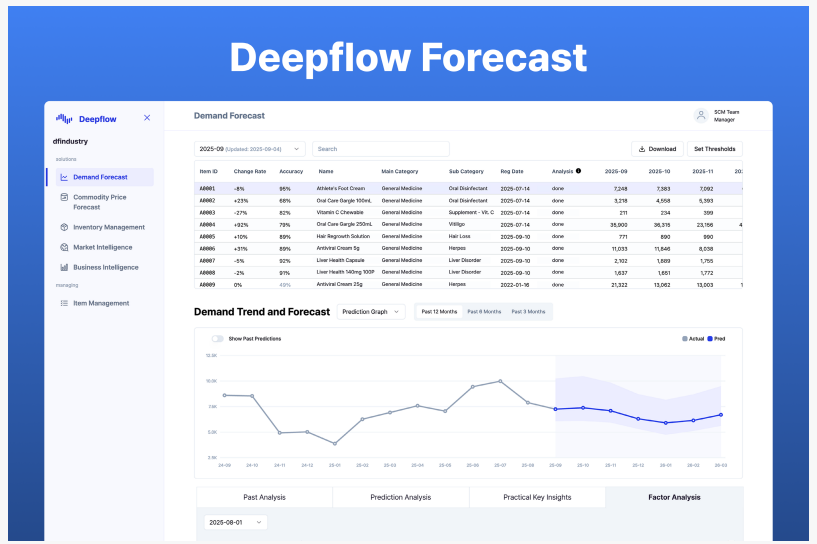 Deepflow Forecast
Deepflow
Demand Forecast
SCM Team
Manager
dfindustry
solutions
Demand Forecast
Commodity Price
Forecast
Inventory Management
Market Intelligence
Business Intelligence
managing
Item Management
2025-09 (Updated: 2025-09-04)
Search
Download
Set Thresholds
Item ID Change Rate Accuracy Name Main Category Sub Category Reg Date Analysis 2025-09 2025-10 2025-11
A0001 -8% 96% Athlete's Foot Cream General Medicine Oral Disinfectant 2025-07-14 done 7,248 7,383 7,092
A0002 +23% 68% Oral Care Gargle 100mL General Medicine Oral Disinfectant 2025-07-14 done 3,218 4,558 5,393
A0003 -27% 82% Vitamin C Chewable General Medicine Supplement - Vit. C 2025-07-14 done 211 234 399
A0004 +92% 79% Oral Care Gargle 250mL General Medicine Vitiligo 2025-07-14 done 35,900 36,315 23,156 4
A0005 +10% 89% Hair Regrowth Solution General Medicine Hair Loss 2025-09-10 done 771 890 990
A0006 +31% 89% Antiviral Cream 5g General Medicine Herpes 2025-09-10 done 11,033 11,846 8,038
A0007 -5% 92% Liver Health Capsule General Medicine Liver Disorder 2025-09-10 done 2,102 1,889 1,755
A0008 -2% 91% Liver Health 140mg 100P General Medicine Liver Disorder 2025-09-10 done 1,637 1,651 1,772
A0009 0% 49% Antiviral Cream 25g General Medicine Herpes 2022-01-16 done 21,322 13,062 13,003
Demand Trend and Forecast
Prediction Graph
Past 12 Months
Past 6 Months
Past 3 Months
Show Past Predictions
Actual
Pred
12.5K
10.0K
7.5K
5.0K
2.5K
24-09 24-10 24-11 24-12 25-01 25-02 25-03 25-04 25-05 25-06 25-07 25-08 25-09 25-10 25-11 25-12 26-01 26-02 26-03
Past Analysis
Prediction Analysis
Practical Key Insights
Factor Analysis
2025-08-01